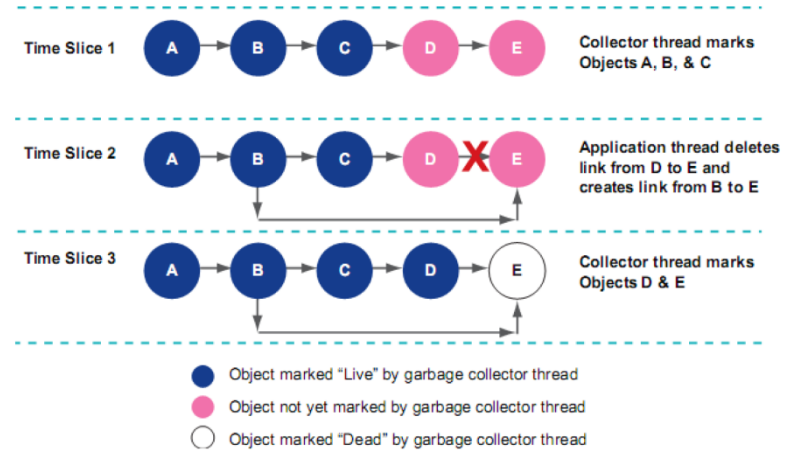 Time Slice 1
A B C D E
Collector thread marks
Objects A, B, & C
Time Slice 2
A B C D X E
Application thread deletes
link from D to E and
creates link from B to E
Time Slice 3
A B C D E
Collector thread marks
Objects D & E
Object marked “Live” by garbage collector thread
Object not yet marked by garbage collector thread
Object marked “Dead” by garbage collector thread